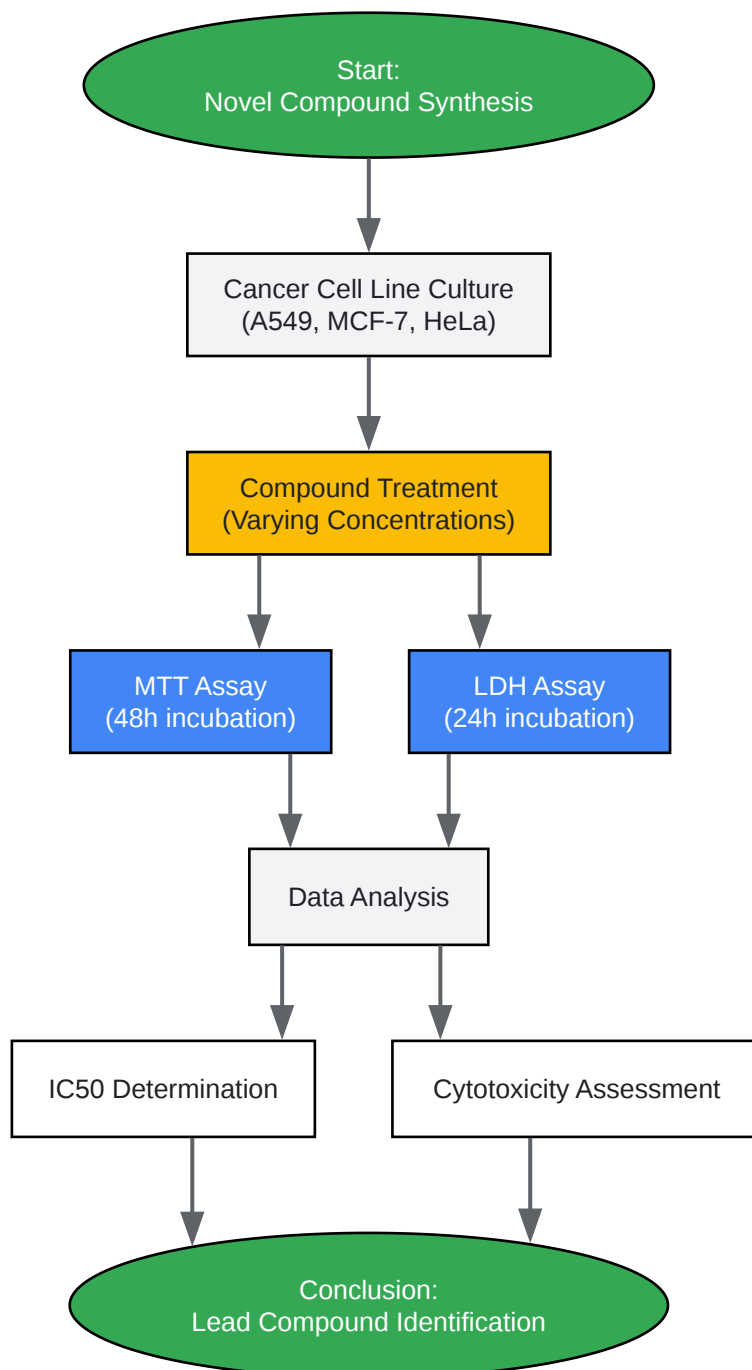 Start:
Novel Compound Synthesis
Cancer Cell Line Culture
(A549, MCF-7, HeLa)
Compound Treatment
(Varying Concentrations)
MTT Assay
(48h incubation)
LDH Assay
(24h incubation)
Data Analysis
IC50 Determination
Cytotoxicity Assessment
Conclusion:
Lead Compound Identification